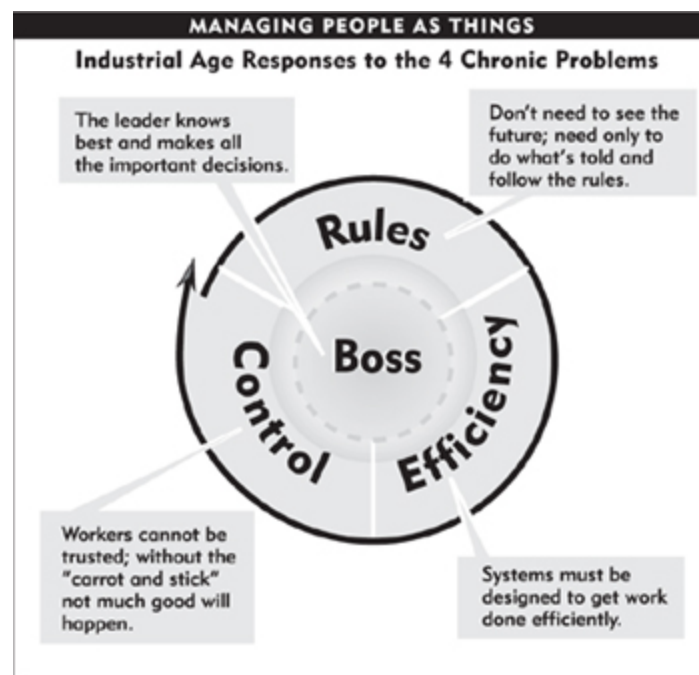 MANAGING PEOPLE AS THINGS
Industrial Age Responses to the 4 Chronic Problems
The leader knows
best and makes all
the important decisions.
Don't need to see the
future; need only to
do what's told and
follow the rules.
Rules
Boss
Control
Efficiency
Workers cannot be
trusted; without the
"carrot and stick"
not much good will
happen.
Systems must be
designed to get work
done efficiently.